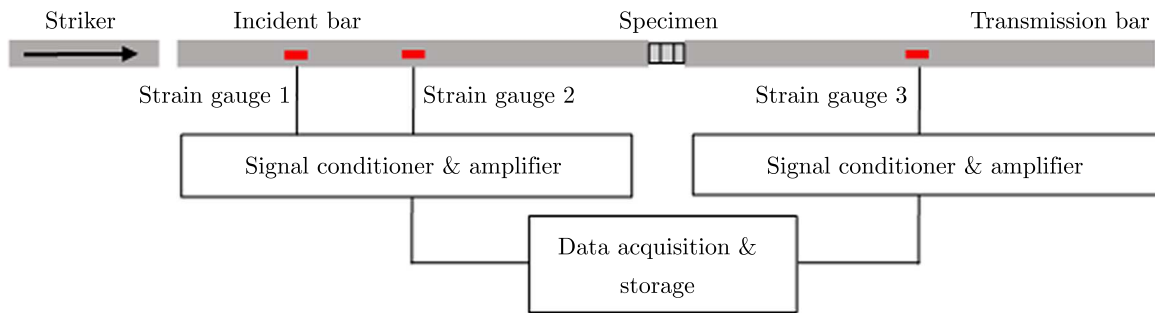 Striker
Incident bar
Specimen
Transmission bar
Strain gauge 1
Strain gauge 2
Strain gauge 3
Signal conditioner & amplifier
Signal conditioner & amplifier
Data acquisition &
storage